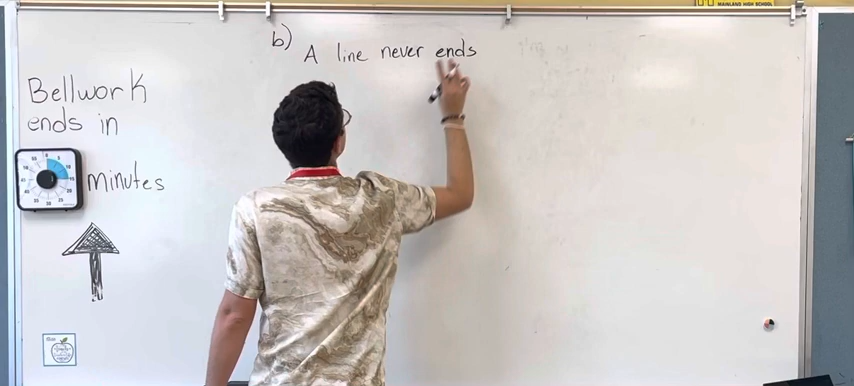 MAINLAND HIGH SCHOOL
b)
A line never ends
Bellwork
ends in
minutes